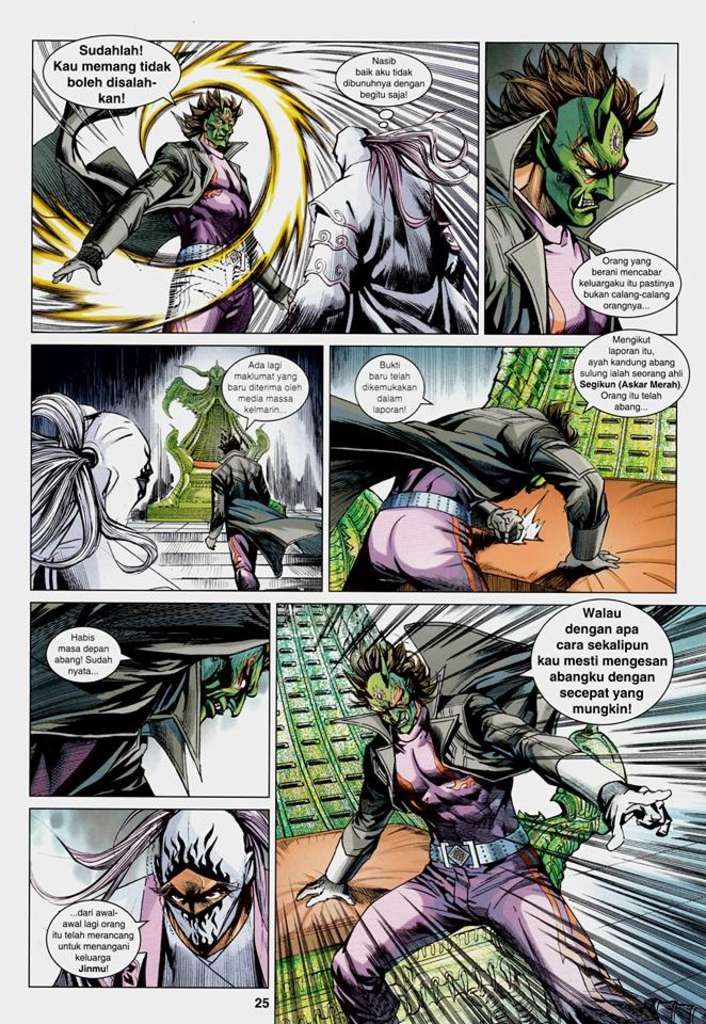 Sudahlah!
Kau memang tidak
boleh disalah-
kan!
Nasib
baik aku tidak
dibunuhnya dengan
begitu saja!
Orang yang
berani mencabar
keluargaku itu pastinya
bukan calang-calang
orangnya...
Ada lagi
maklumat yang
baru diterima oleh
media massa
kelmarin...
Bukti
baru telah
dikemukakan
dalam
laporan!
Mengikut
laporan itu,
ayah kandung abang
sulung ialah seorang ahli
Segikun (Askar Merah).
Orang itu telah
abang...
Habis
masa depan
abang! Sudah
nyata...
...dari awal-
awal lagi orang
itu telah merancang
untuk menangani
keluarga
Jinmu!
Walau
dengan apa
cara sekalipun
kau mesti mengesan
abangku dengan
secepat yang
mungkin!
25